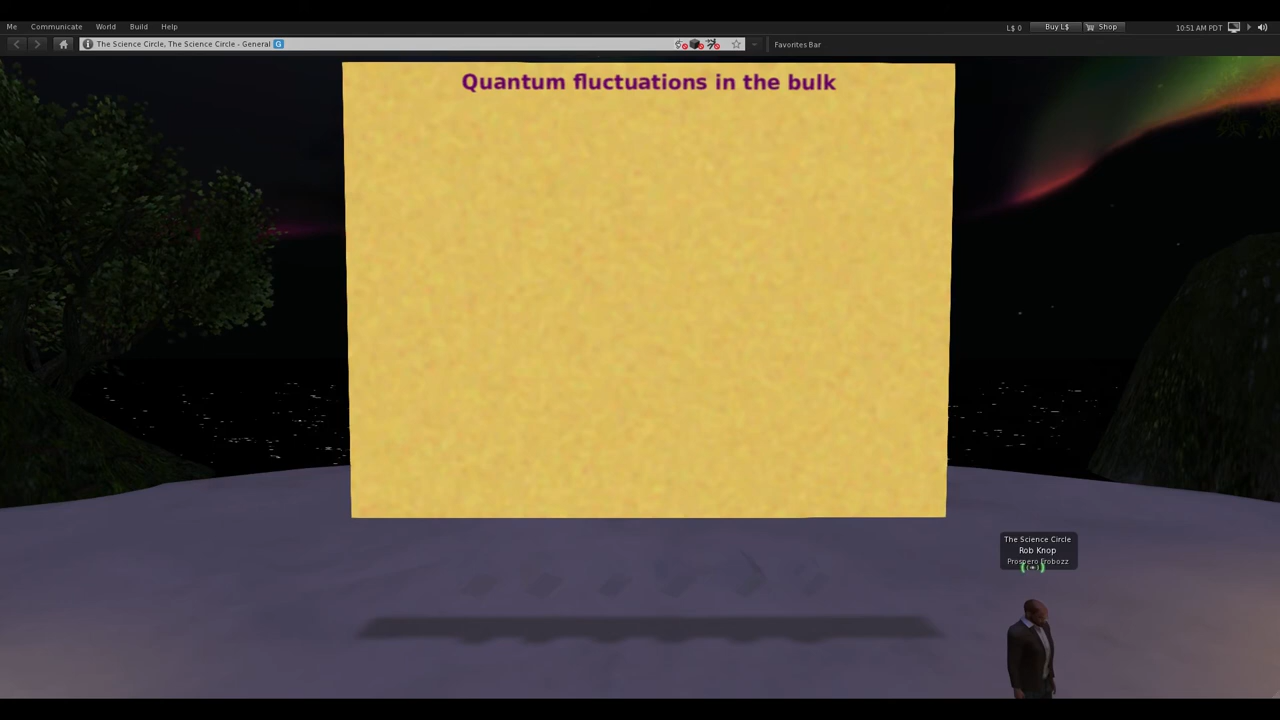 Me Communicate World Build Help L$ 0 Buy L$ Shop 10:51 AM PDT
The Science Circle, The Science Circle - General G Favorites Bar
Quantum fluctuations in the bulk
The Science Circle
Rob Knop
Prospero Frobozz